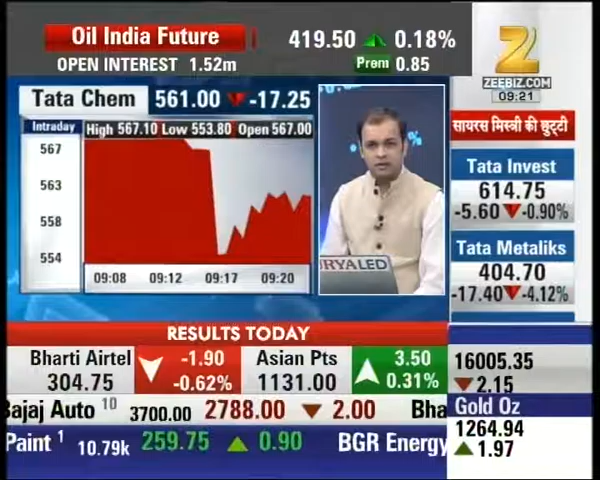 Oil India Future
419.50 0.18%
OPEN INTEREST 1.52m
Prem 0.85
ZEEBIZ.COM
09:21
Tata Chem 561.00 -17.25
Intraday High 567.10 Low 553.80 Open 567.00
567
563
558
554
09:08 09:12 09:17 09:20
RYALED
सायरस मिस्त्री की छुट्टी
Tata Invest
614.75
-5.60 -0.90%
Tata Metaliks
404.70
-17.40 -4.12%
RESULTS TODAY
Bharti Airtel -1.90
304.75 -0.62%
Asian Pts 3.50
1131.00 0.31%
16005.35
2.15
Bajaj Auto 10 3700.00 2788.00 2.00 Bha
Gold Oz
1264.94
1.97
Paint 1 10.79k 259.75 0.90 BGR Energy